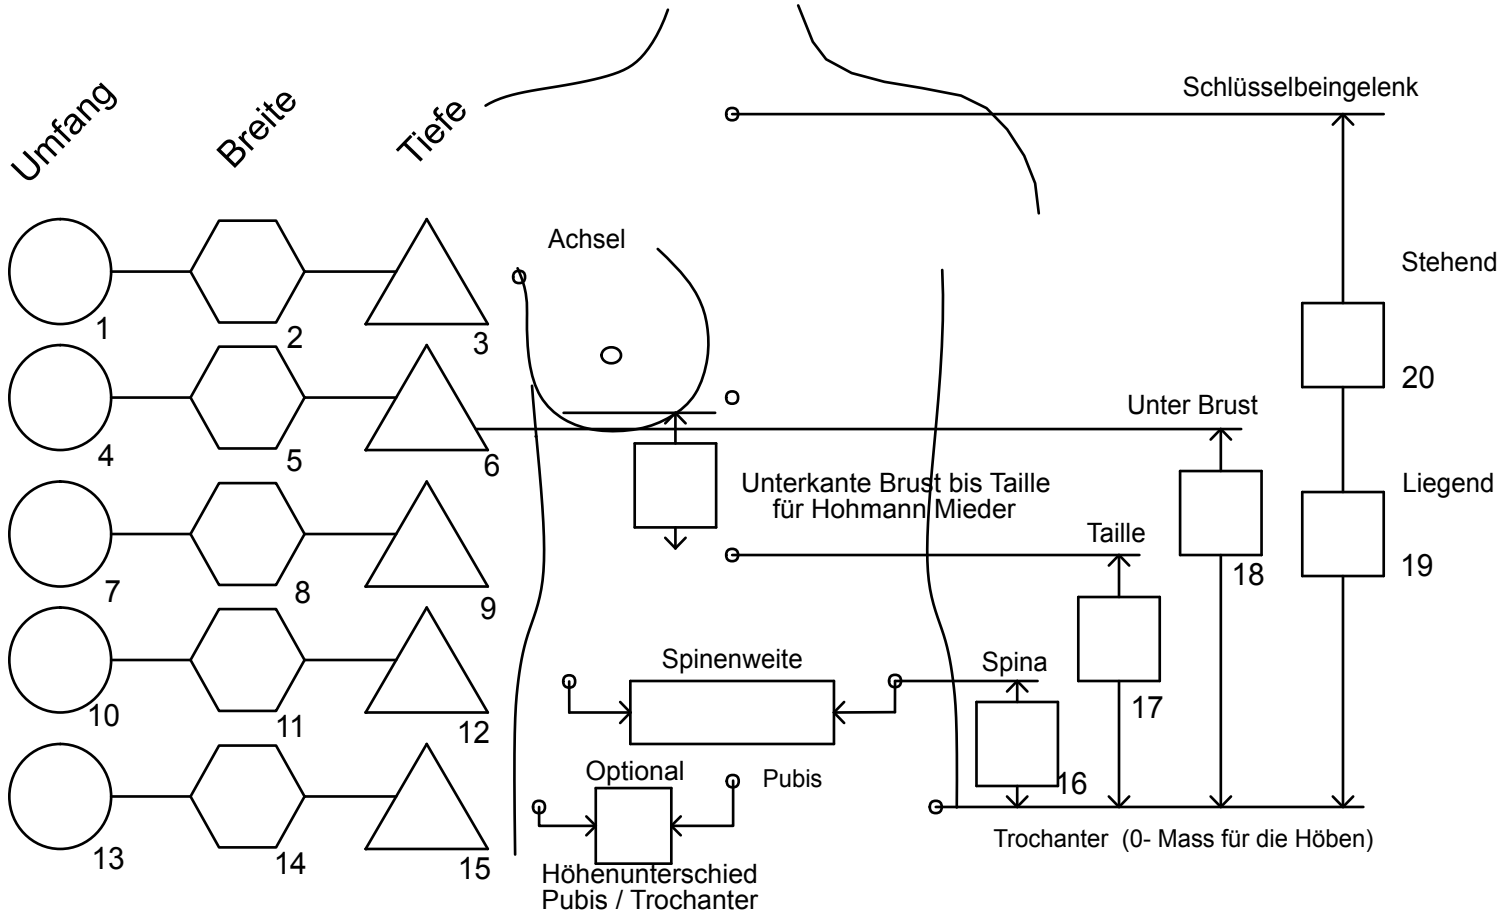 Umfang
Breite
Tiefe
Schlüsselbeingelenk
Achsel
Stehend
1
2
3
20
Unter Brust
4
5
6
Unterkante Brust bis Taille
für Hohmann Mieder
Liegend
Taille
18
19
7
8
9
Spinenweite
Spina
17
10
11
12
Optional
Pubis
16
Trochanter (0- Mass für die Höben)
13
14
15
Höhenunterschied
Pubis / Trochanter